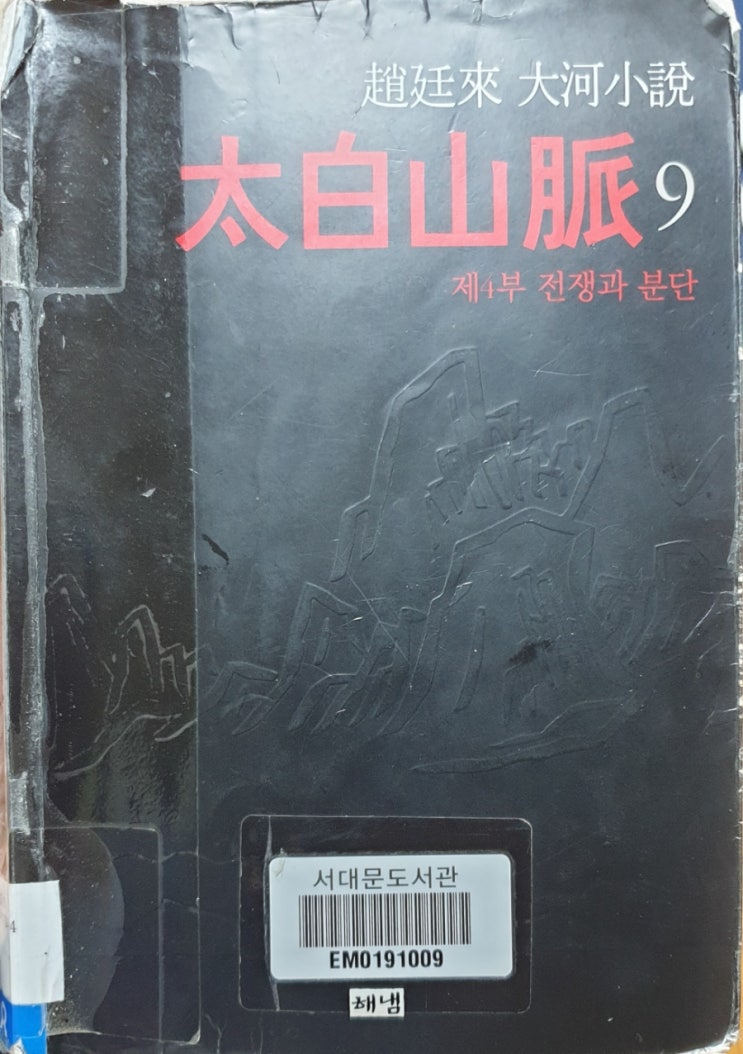 趙廷來 大河小說
太白山脈 9
제4부 전쟁과 분단
서대문도서관
EM0191009
해냄